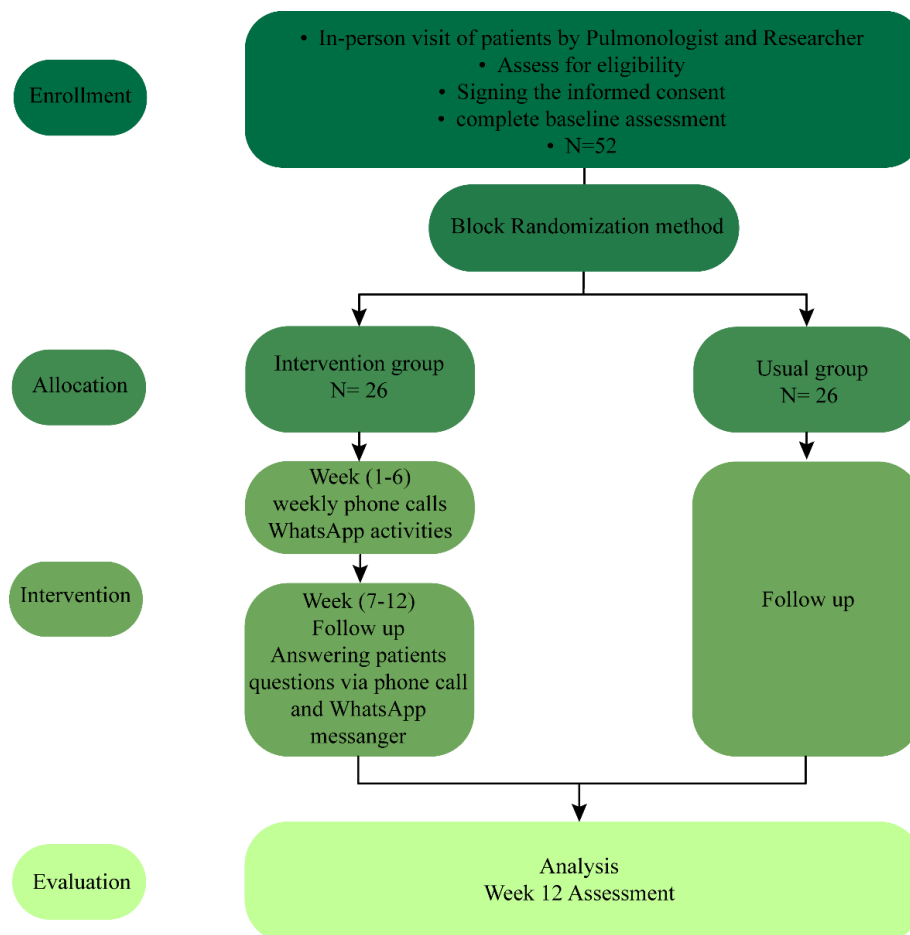 Enrollment
• In-person visit of patients by Pulmonologist and Researcher
• Assess for eligibility
• Signing the informed consent
• complete baseline assessment
• N=52
Block Randomization method
Allocation
Intervention group
N= 26
Usual group
N= 26
Intervention
Week (1-6)
weekly phone calls
WhatsApp activities
Week (7-12)
Follow up
Answering patients
questions via phone call
and WhatsApp
messanger
Follow up
Evaluation
Analysis
Week 12 Assessment